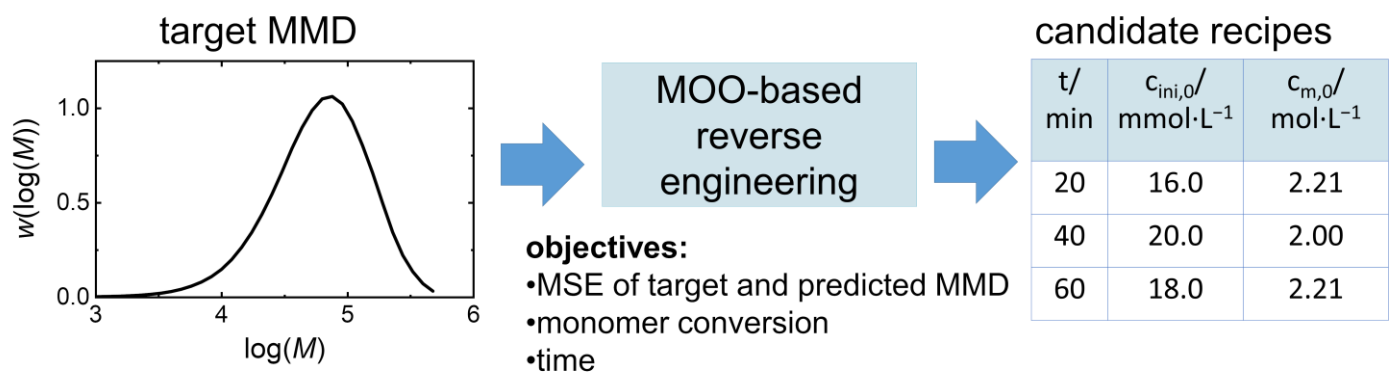 target MMD
w(log(M))
1.0
0.5
0.0
3 4 5 6
log(M)
MOO-based
reverse
engineering
objectives:
•MSE of target and predicted MMD
•monomer conversion
•time
candidate recipes
t/ c_ini,0/ c_m,0/
min mmol·L⁻¹ mol·L⁻¹
20 16.0 2.21
40 20.0 2.00
60 18.0 2.21